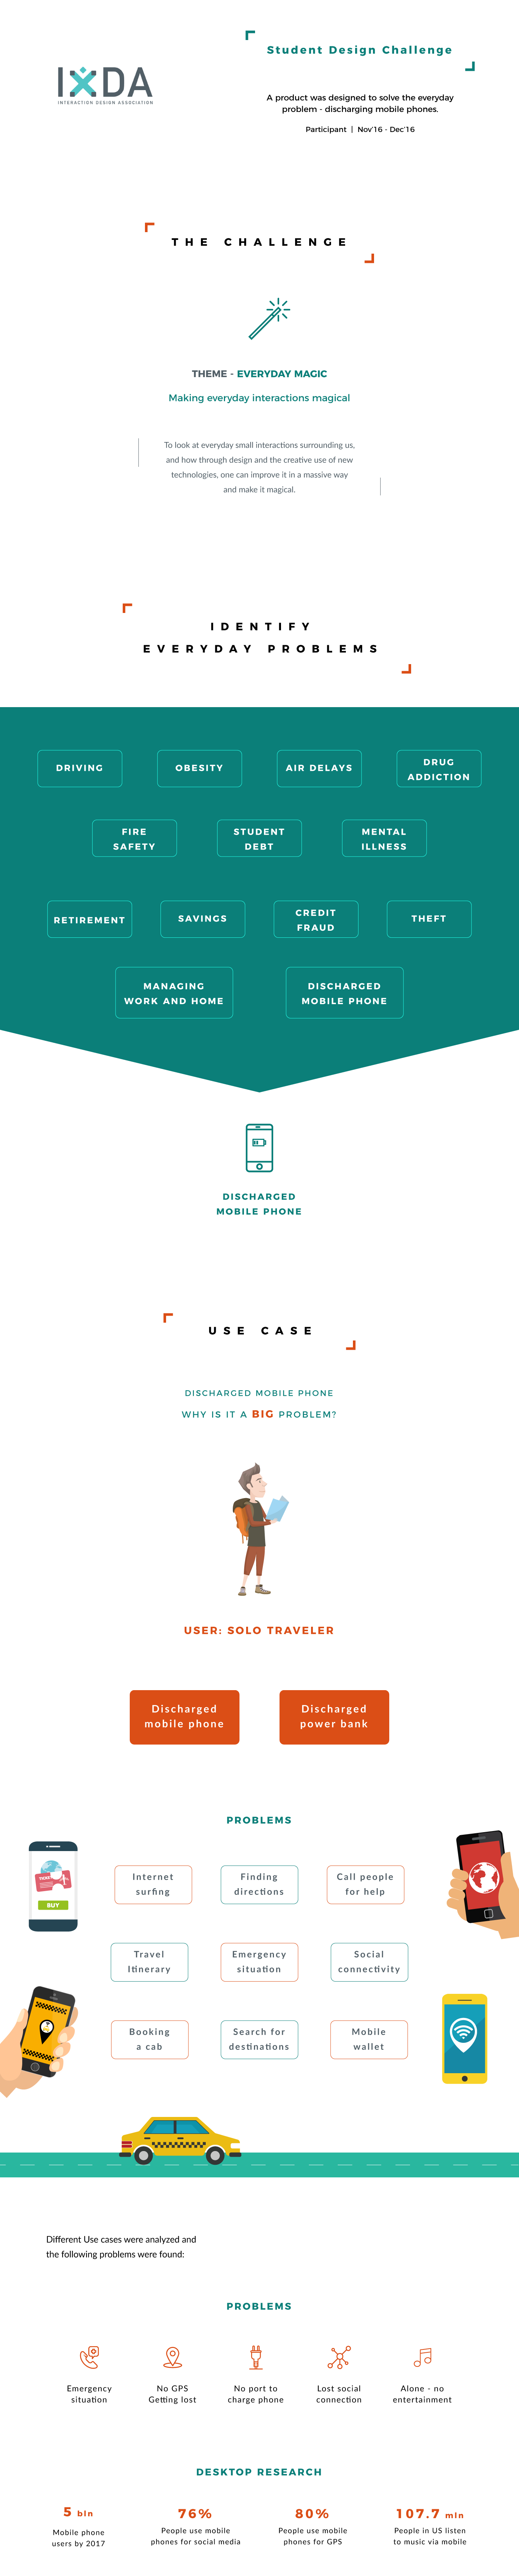 IXDA
INTERACTION DESIGN ASSOCIATION
Student Design Challenge
A product was designed to solve the everyday
problem - discharging mobile phones.
Participant | Nov'16 - Dec'16
THE CHALLENGE
THEME - EVERYDAY MAGIC
Making everyday interactions magical
To look at everyday small interactions surrounding us,
and how through design and the creative use of new
technologies, one can improve it in a massive way
and make it magical.
IDENTIFY
EVERYDAY PROBLEMS
DRIVING
OBESITY
AIR DELAYS
DRUG
ADDICTION
FIRE
SAFETY
STUDENT
DEBT
MENTAL
ILLNESS
RETIREMENT
SAVINGS
CREDIT
FRAUD
THEFT
MANAGING
WORK AND HOME
DISCHARGED
MOBILE PHONE
DISCHARGED
MOBILE PHONE
USE CASE
DISCHARGED MOBILE PHONE
WHY IS IT A BIG PROBLEM?
USER: SOLO TRAVELER
Discharged
mobile phone
Discharged
power bank
PROBLEMS
BUY
Internet
surfing
Finding
directions
Call people
for help
Travel
Itinerary
Emergency
situation
Social
connectivity
Booking
a cab
Search for
destinations
Mobile
wallet
Different Use cases were analyzed and
the following problems were found:
PROBLEMS
Emergency
situation
No GPS
Getting lost
No port to
charge phone
Lost social
connection
Alone - no
entertainment
DESKTOP RESEARCH
5 bln
Mobile phone
users by 2017
76%
People use mobile
phones for social media
80%
People use mobile
phones for GPS
107.7 mln
People in US listen
to music via mobile